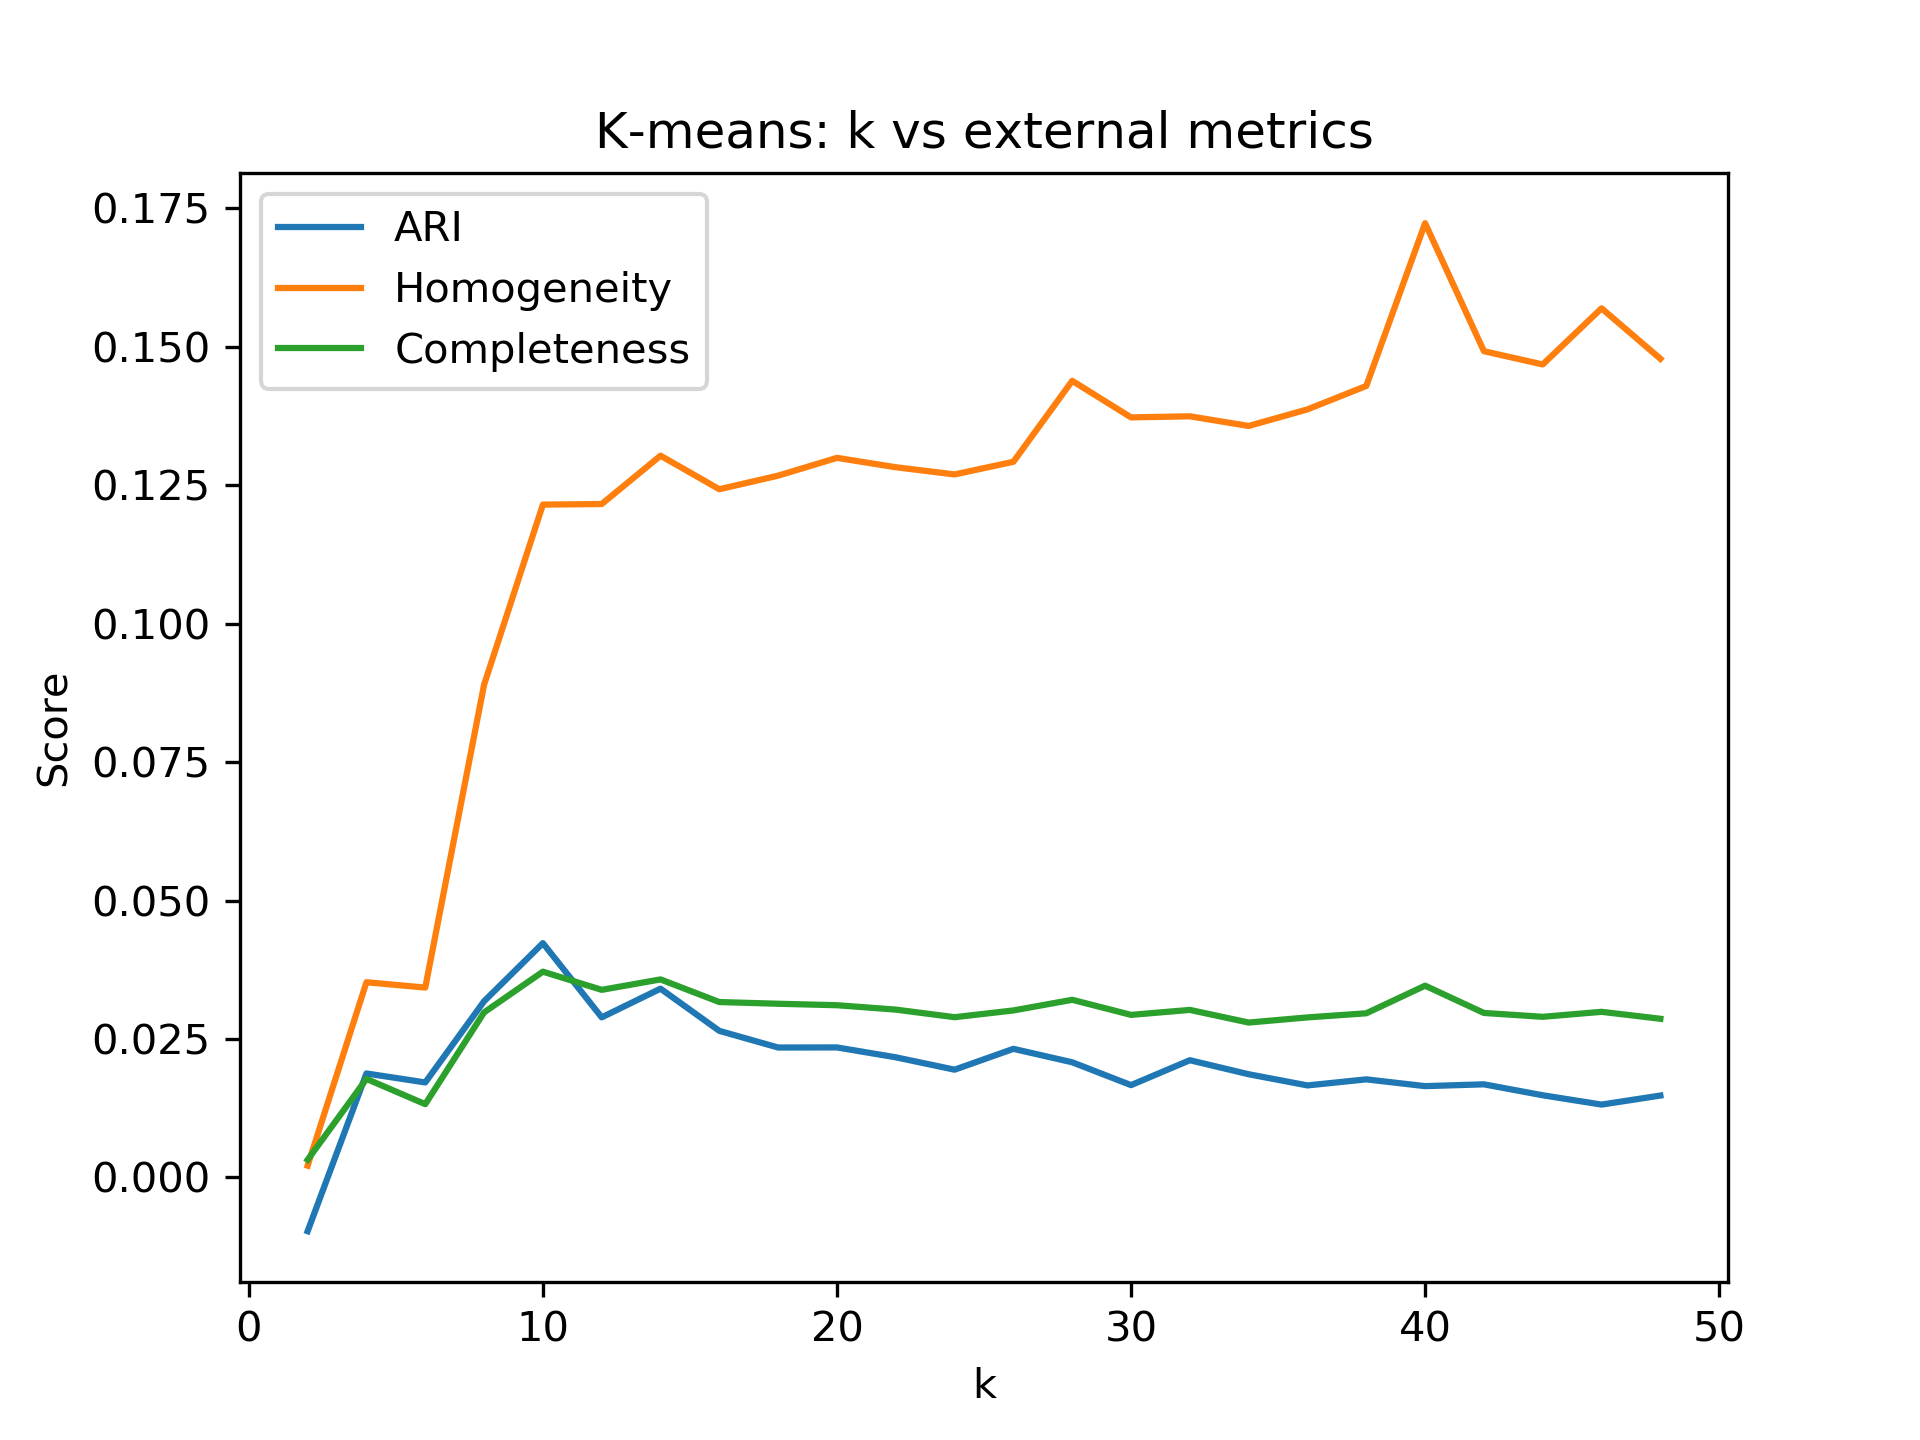 K-means: k vs external metrics
ARI
Homogeneity
Completeness
0.175
0.150
0.125
0.100
0.075
0.050
0.025
0.000
Score
0 10 20 30 40 50
k